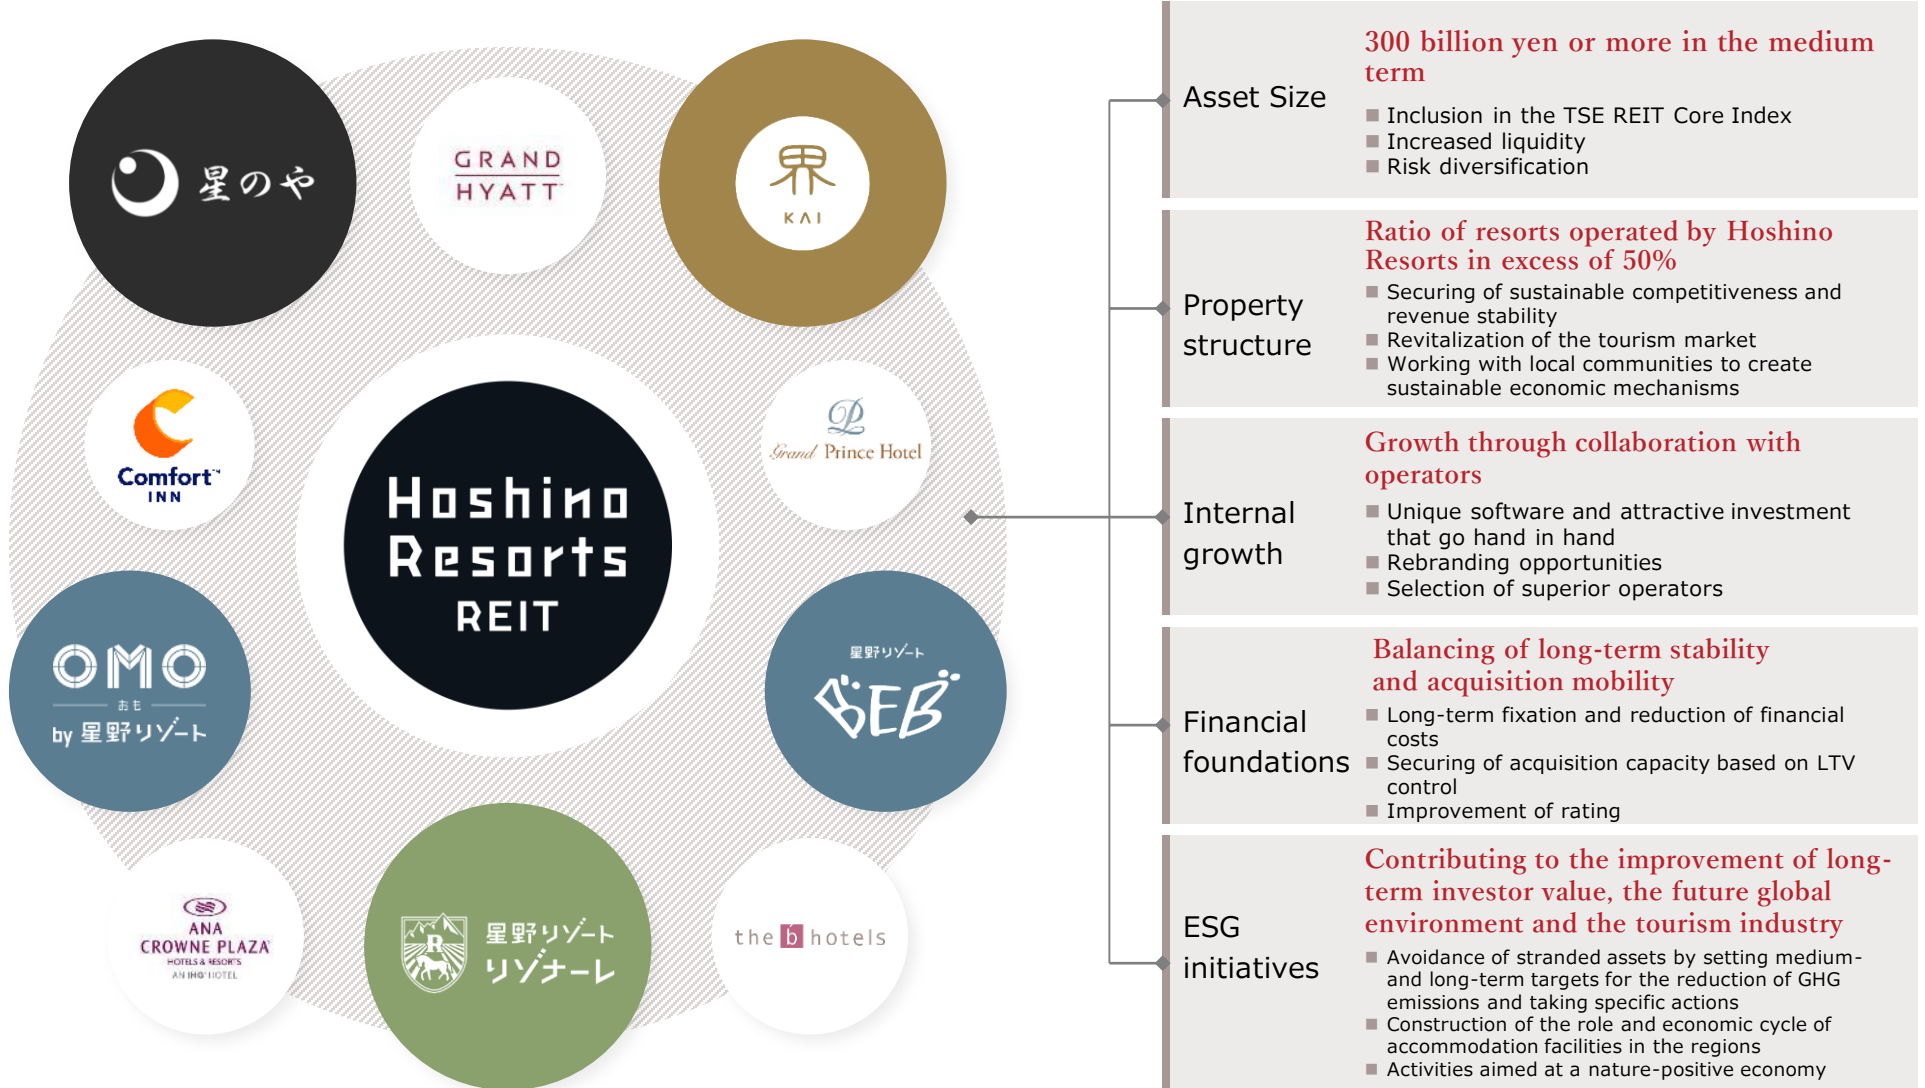 星のや
GRAND
HYATT
界
KAI
Comfort
INN
Grand Prince Hotel
Hoshino
Resorts
REIT
OMO
おも
by 星野リゾート
星野リゾート
BEB
ANA
CROWNE PLAZA
HOTELS & RESORTS
AN IHG HOTEL
R
星野リゾート
リゾナーレ
the b hotels
Asset Size
300 billion yen or more in the medium
term
■ Inclusion in the TSE REIT Core Index
■ Increased liquidity
■ Risk diversification
Property
structure
Ratio of resorts operated by Hoshino
Resorts in excess of 50%
■ Securing of sustainable competitiveness and
revenue stability
■ Revitalization of the tourism market
■ Working with local communities to create
sustainable economic mechanisms
Internal
growth
Growth through collaboration with
operators
■ Unique software and attractive investment
that go hand in hand
■ Rebranding opportunities
■ Selection of superior operators
Financial
foundations
Balancing of long-term stability
and acquisition mobility
■ Long-term fixation and reduction of financial
costs
■ Securing of acquisition capacity based on LTV
control
■ Improvement of rating
ESG
initiatives
Contributing to the improvement of long-
term investor value, the future global
environment and the tourism industry
■ Avoidance of stranded assets by setting medium-
and long-term targets for the reduction of GHG
emissions and taking specific actions
■ Construction of the role and economic cycle of
accommodation facilities in the regions
■ Activities aimed at a nature-positive economy